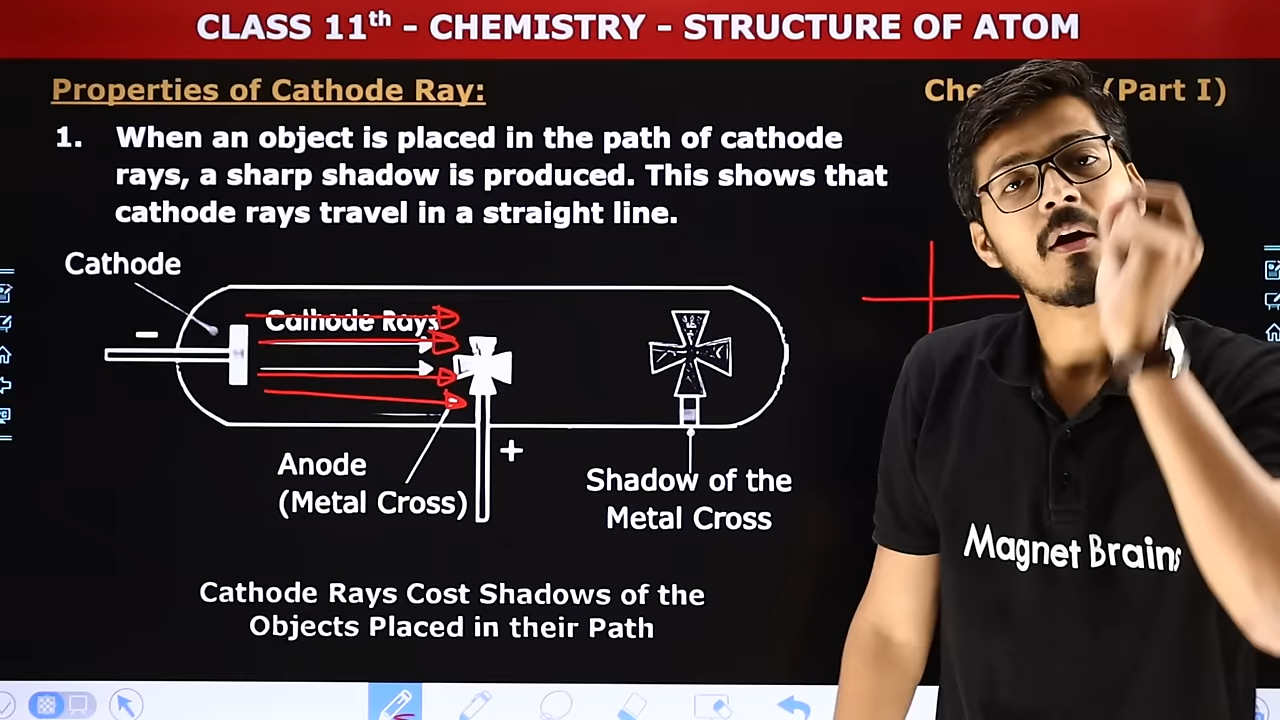 CLASS 11th - CHEMISTRY - STRUCTURE OF ATOM
Properties of Cathode Ray:
(Part I)
1. When an object is placed in the path of cathode
rays, a sharp shadow is produced. This shows that
cathode rays travel in a straight line.
Cathode
Cathode Rays
-
+
Anode
(Metal Cross)
Shadow of the
Metal Cross
Cathode Rays Cost Shadows of the
Objects Placed in their Path
Magnet Brains